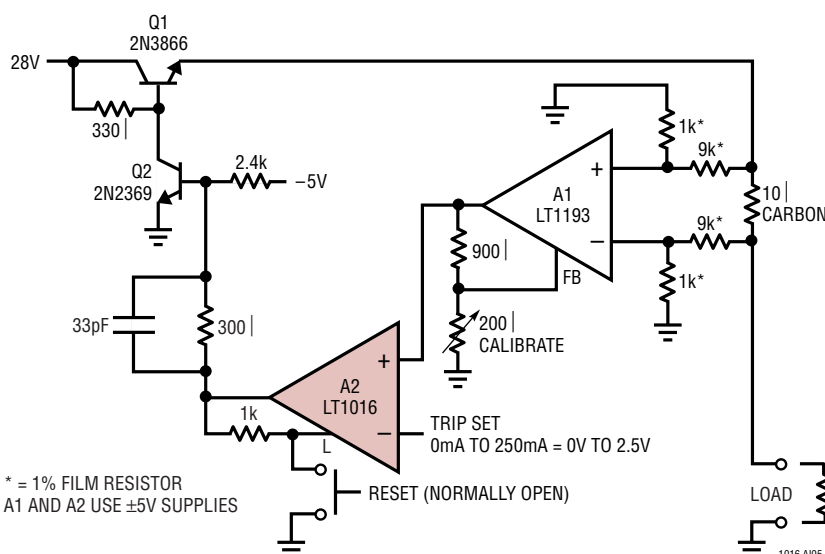 Q1
2N3866
28V
330|
Q2
2N2369
2.4k
–5V
33pF
300|
1k
L
A2
LT1016
+
–
TRIP SET
0mA TO 250mA = 0V TO 2.5V
RESET (NORMALLY OPEN)
900|
200|
CALIBRATE
FB
A1
LT1193
+
–
1k*
9k*
10|
CARBON
9k*
1k*
LOAD
* = 1% FILM RESISTOR
A1 AND A2 USE ±5V SUPPLIES